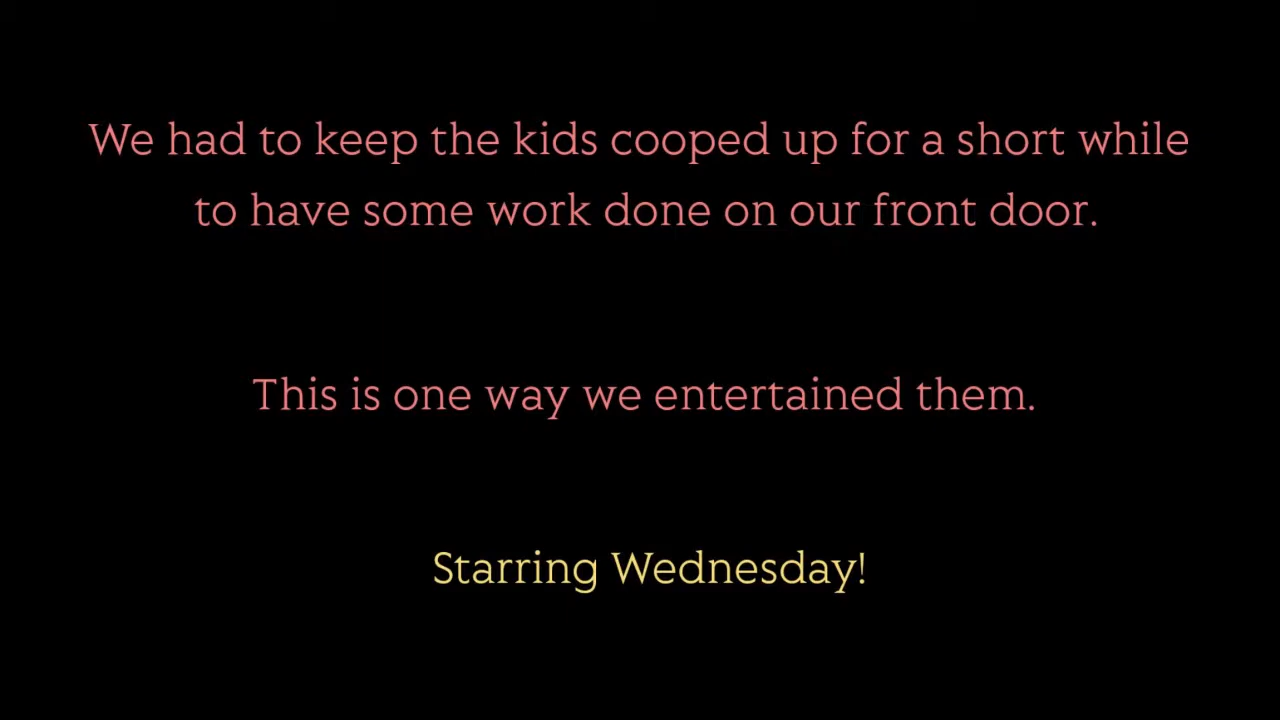 We had to keep the kids cooped up for a short while
to have some work done on our front door.
This is one way we entertained them.
Starring Wednesday!